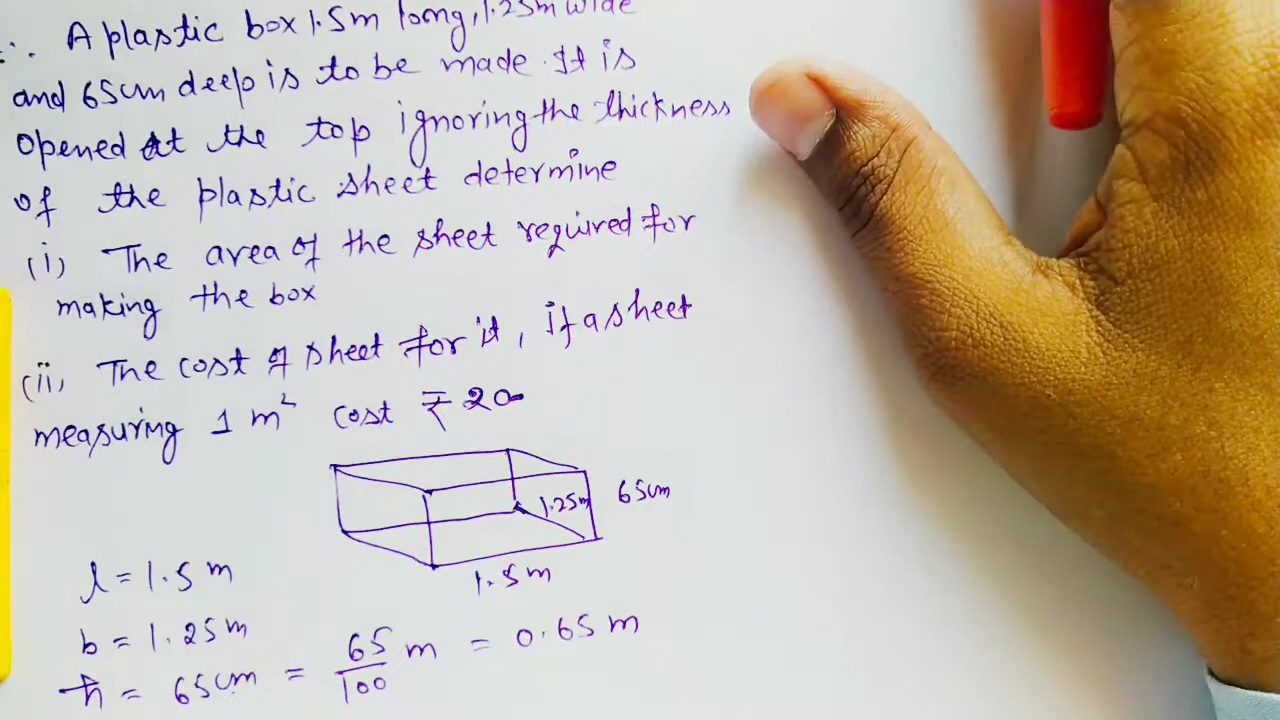 ∴ A plastic box 1.5m long, 1.25m wide
and 65cm deep is to be made. It is
opened at the top ignoring the thickness
of the plastic sheet determine
(i) The area of the sheet required for
making the box
(ii) The cost of sheet for it, if a sheet
measuring 1 m² cost ₹ 20
1.25m
65cm
1.5m
l = 1.5 m
b = 1.25m
h = 65cm = 65/100 m = 0.65 m